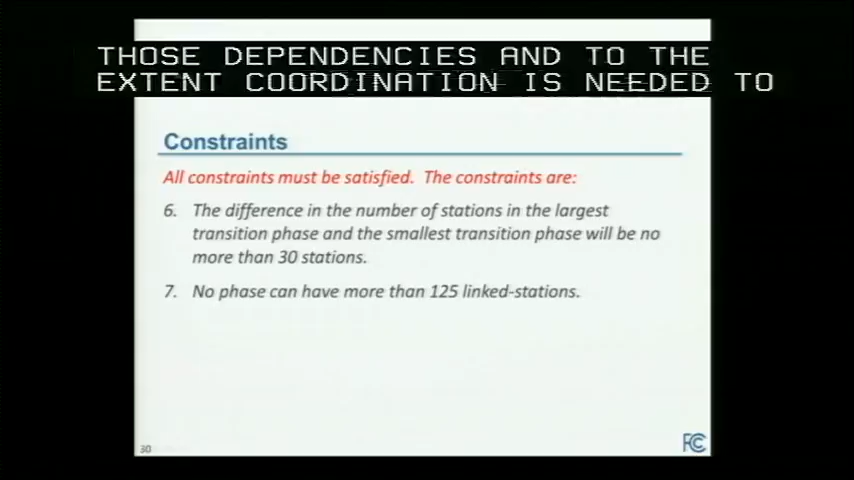 THOSE DEPENDENCIES AND TO THE
EXTENT COORDINATION IS NEEDED TO
Constraints
All constraints must be satisfied. The constraints are:
6. The difference in the number of stations in the largest
transition phase and the smallest transition phase will be no
more than 30 stations.
7. No phase can have more than 125 linked-stations.
30
FCC